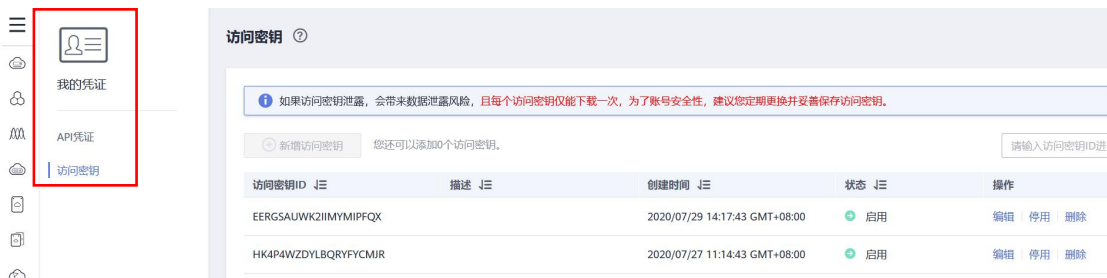 我的凭证
API凭证
访问密钥
访问密钥 ?
如果访问密钥泄露，会带来数据泄露风险，且每个访问密钥仅能下载一次，为了账号安全性，建议您定期更换并妥善保存访问密钥。
新增访问密钥 您还可以添加0个访问密钥。 请输入访问密钥ID进
访问密钥ID 描述 创建时间 状态 操作
EERGSAUWK2IIMYMIPFQX 2020/07/29 14:17:43 GMT+08:00 启用 编辑 停用 删除
HK4P4WZDYLBQRYFYCMJR 2020/07/27 11:14:43 GMT+08:00 启用 编辑 停用 删除